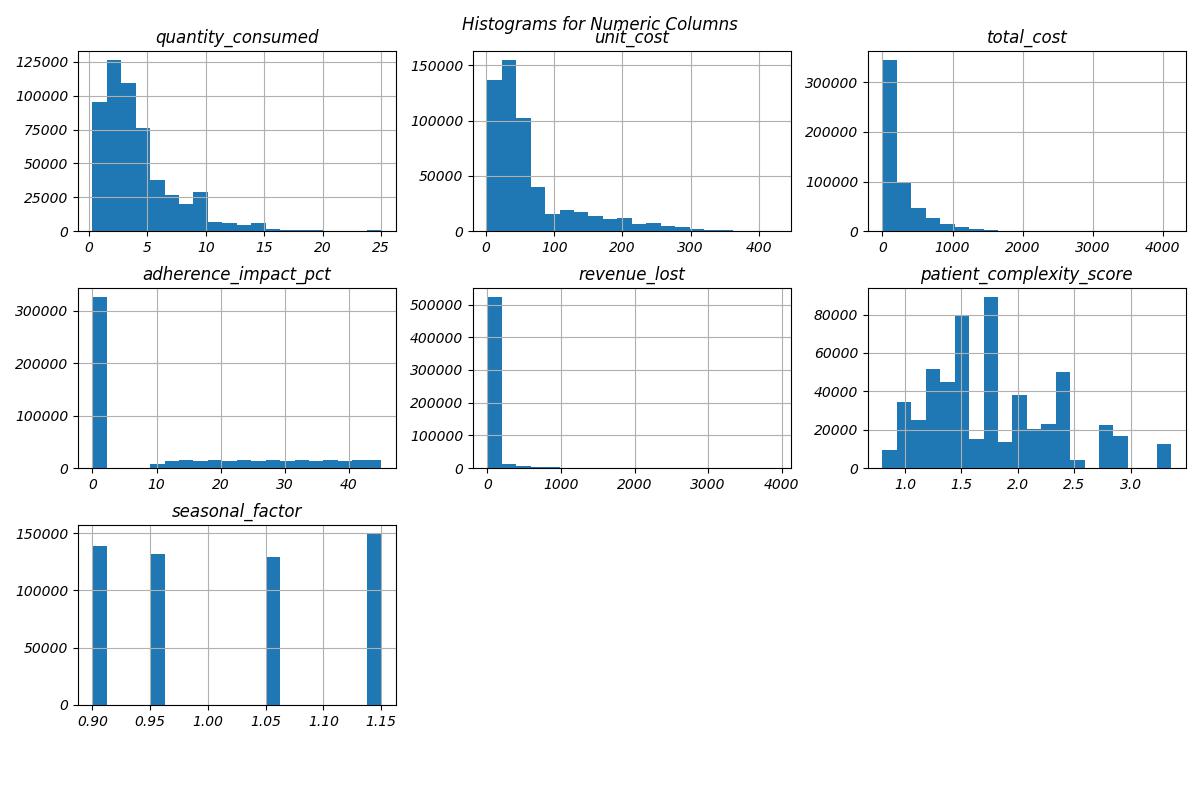 Histograms for Numeric Columns
quantity_consumed
unit_cost
total_cost
125000
100000
75000
50000
25000
0
0 5 10 15 20 25
150000
100000
50000
0
0 100 200 300 400
300000
200000
100000
0
0 1000 2000 3000 4000
adherence_impact_pct
revenue_lost
patient_complexity_score
300000
200000
100000
0
0 10 20 30 40
500000
400000
300000
200000
100000
0
0 1000 2000 3000 4000
80000
60000
40000
20000
0
1.0 1.5 2.0 2.5 3.0
seasonal_factor
150000
100000
50000
0
0.90 0.95 1.00 1.05 1.10 1.15